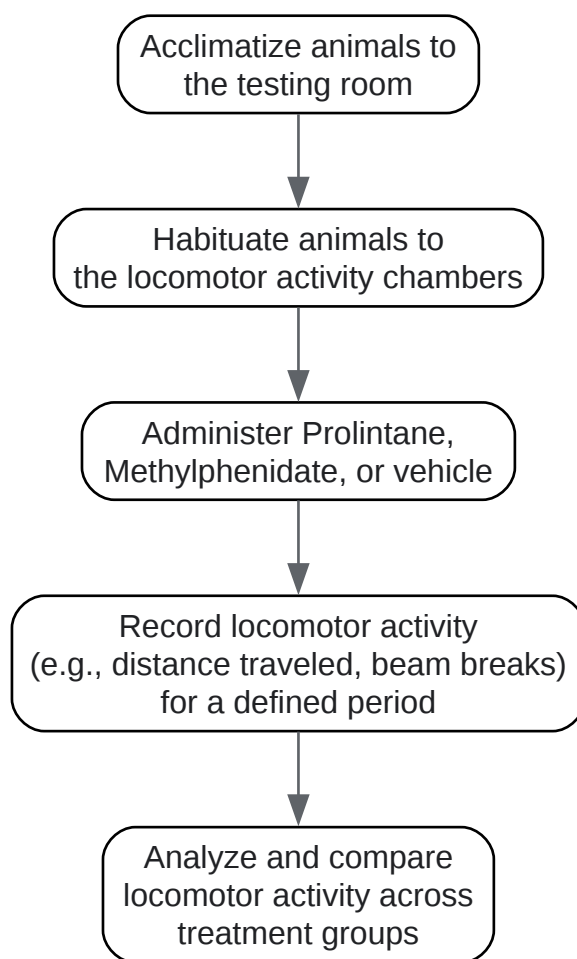 Acclimatize animals to
the testing room
Habituate animals to
the locomotor activity chambers
Administer Prolintane,
Methylphenidate, or vehicle
Record locomotor activity
(e.g., distance traveled, beam breaks)
for a defined period
Analyze and compare
locomotor activity across
treatment groups